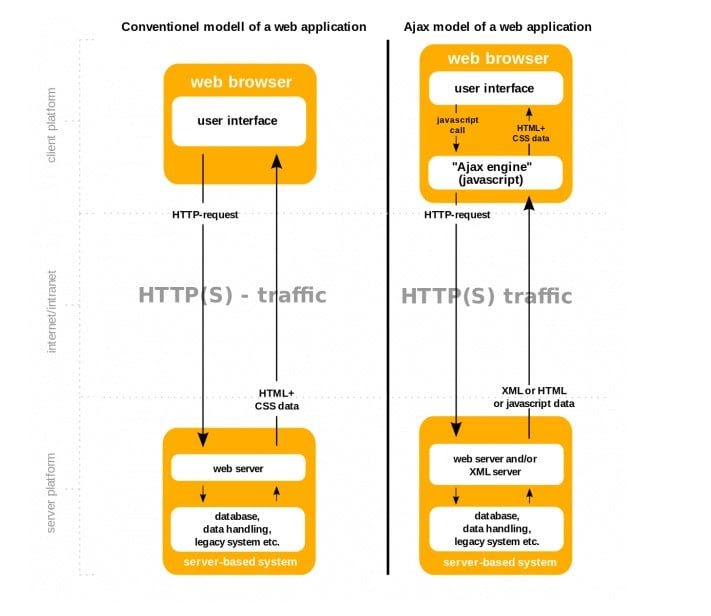 Conventionel modell of a web application
web browser
user interface
HTTP-request
HTTP(S) - traffic
HTML+
CSS data
web server
database,
data handling,
legacy system etc.
server-based system
Ajax model of a web application
web browser
user interface
javascript
call
HTML+
CSS data
"Ajax engine"
(javascript)
HTTP-request
HTTP(S) traffic
XML or HTML
or javascript data
web server and/or
XML server
database,
data handling,
legacy system etc.
server-based system
client platform
internet/intranet
server platform